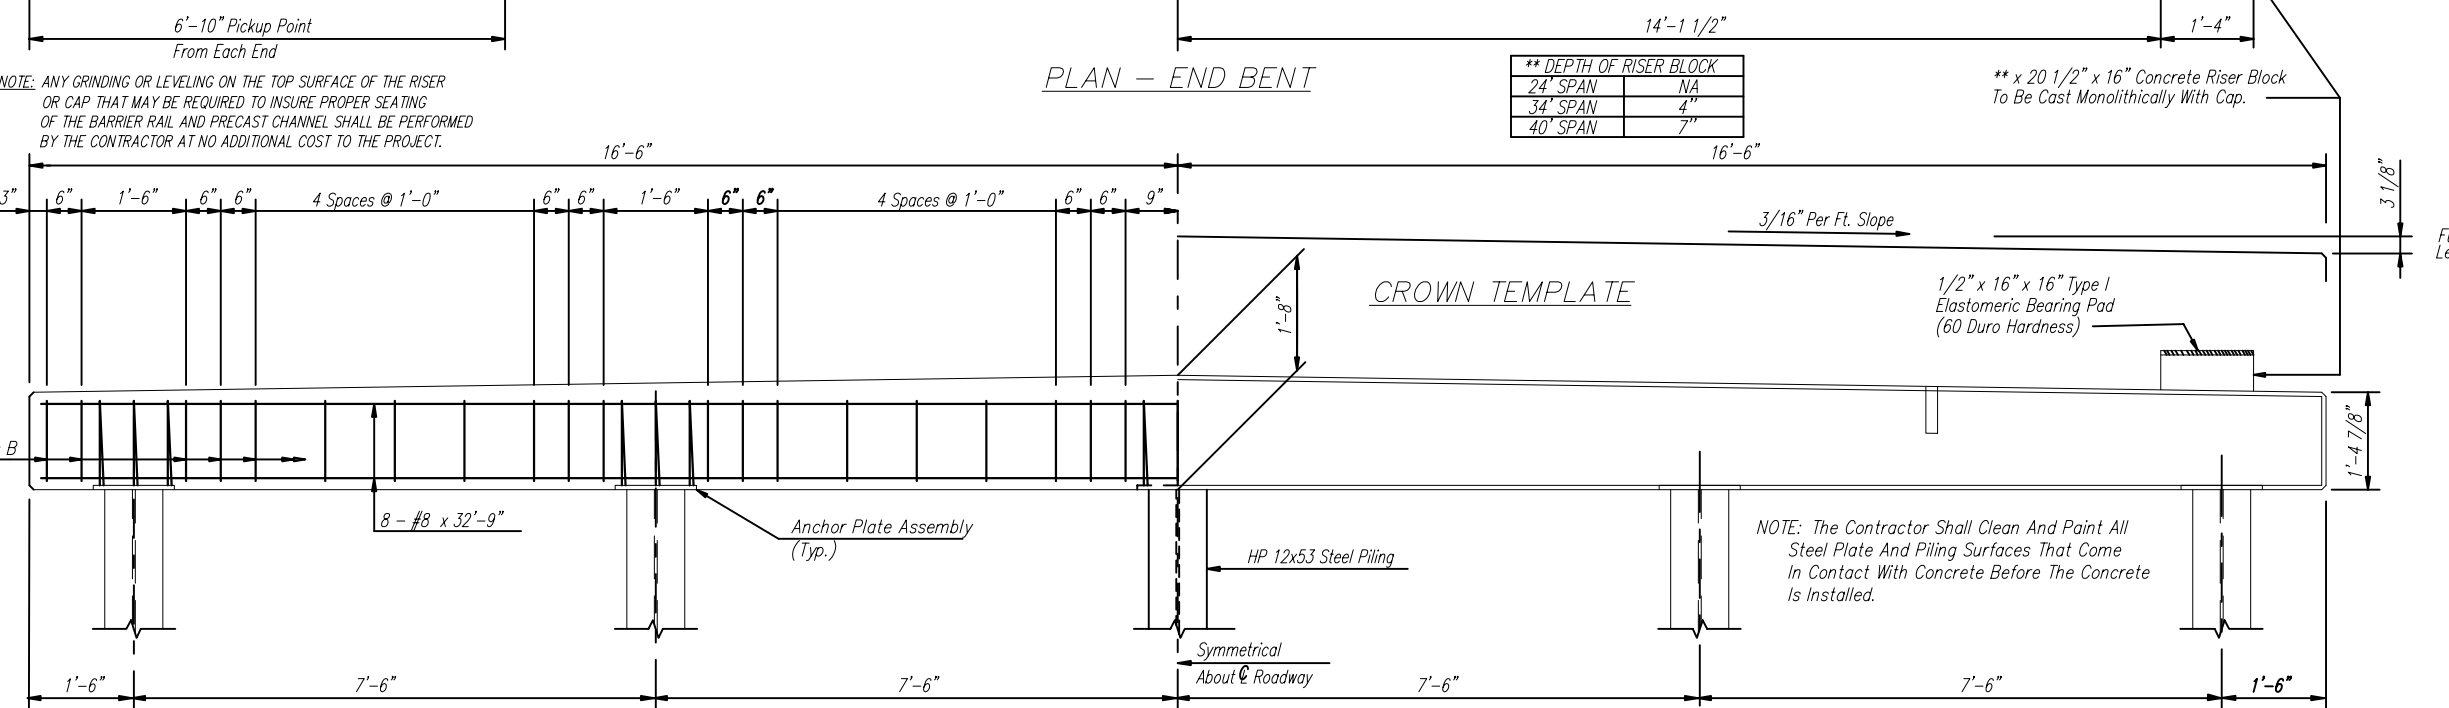 6'-10" Pickup Point
From Each End
14'-1 1/2"
1'-4"
NOTE: ANY GRINDING OR LEVELING ON THE TOP SURFACE OF THE RISER
OR CAP THAT MAY BE REQUIRED TO INSURE PROPER SEATING
OF THE BARRIER RAIL AND PRECAST CHANNEL SHALL BE PERFORMED
BY THE CONTRACTOR AT NO ADDITIONAL COST TO THE PROJECT.
PLAN - END BENT
** DEPTH OF RISER BLOCK
24' SPAN NA
34' SPAN 4"
40' SPAN 7"
** x 20 1/2" x 16" Concrete Riser Block
To Be Cast Monolithically With Cap.
16'-6"
16'-6"
3" 6" 1'-6" 6" 6" 4 Spaces @ 1'-0" 6" 6" 1'-6" 6" 6" 4 Spaces @ 1'-0" 6" 6" 9"
3 1/8"
3/16" Per Ft. Slope
CROWN TEMPLATE
1'-8"
1/2" x 16" x 16" Type I
Elastomeric Bearing Pad
(60 Duro Hardness)
B
1'-4 7/8"
8 - #8 x 32'-9"
Anchor Plate Assembly
(Typ.)
HP 12x53 Steel Piling
NOTE: The Contractor Shall Clean And Paint All
Steel Plate And Piling Surfaces That Come
In Contact With Concrete Before The Concrete
Is Installed.
Symmetrical
About ℄ Roadway
1'-6" 7'-6" 7'-6" 7'-6" 7'-6" 1'-6"